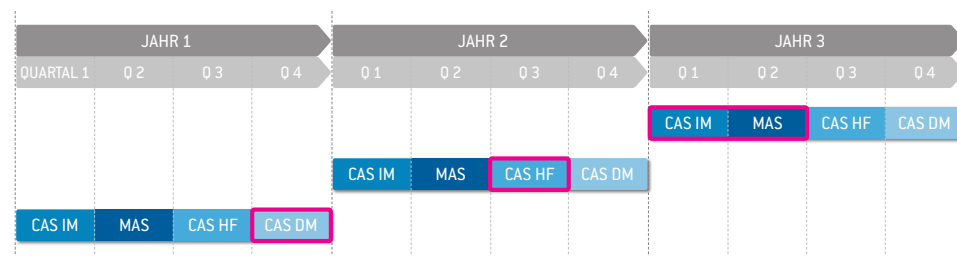 JAHR 1 JAHR 2 JAHR 3
QUARTAL 1 Q 2 Q 3 Q 4 Q 1 Q 2 Q 3 Q 4 Q 1 Q 2 Q 3 Q 4
CAS IM MAS CAS HF CAS DM
CAS IM MAS CAS HF CAS DM
CAS IM MAS CAS HF CAS DM